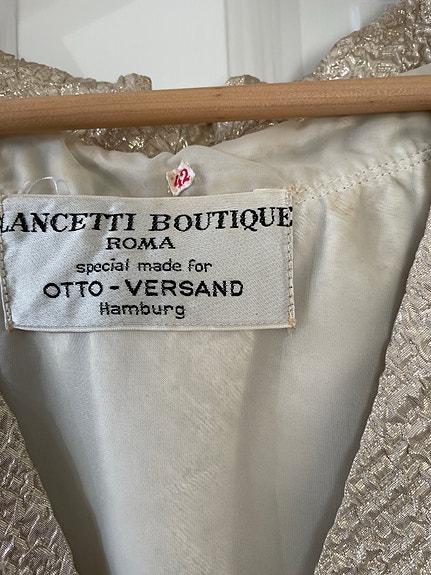 42
LANCETTI BOUTIQUE
ROMA
special made for
OTTO-VERSAND
Hamburg